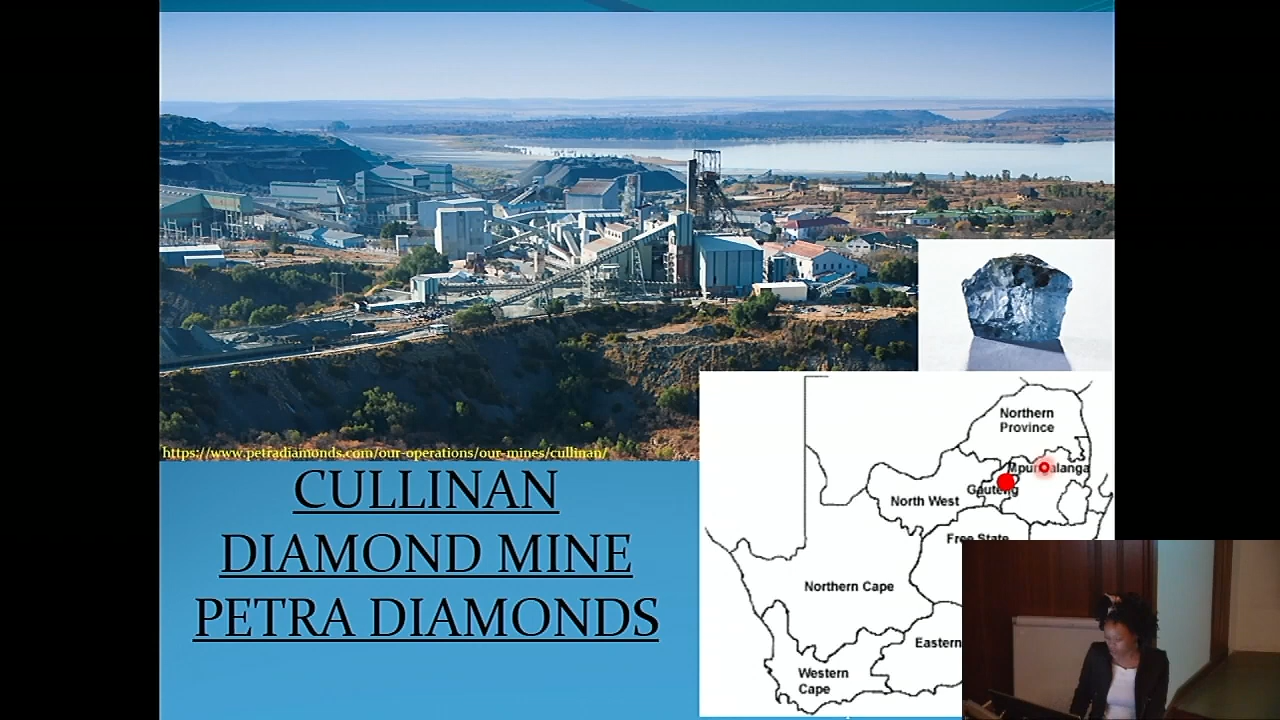 https://www.petradiamonds.com/our-operations/our-mines/cullinan/
CULLINAN
DIAMOND MINE
PETRA DIAMONDS
Northern
Province
Mpumalanga
Gauteng
North West
Free State
Northern Cape
Eastern
Western
Cape